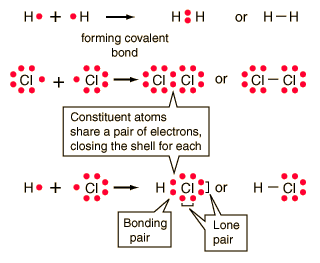 H • + • H → H : H or H — H
forming covalent
bond
Cl • + • Cl → Cl Cl or Cl — Cl
Constituent atoms
share a pair of electrons,
closing the shell for each
H • + • Cl → H Cl or H — Cl
Bonding
pair
Lone
pair